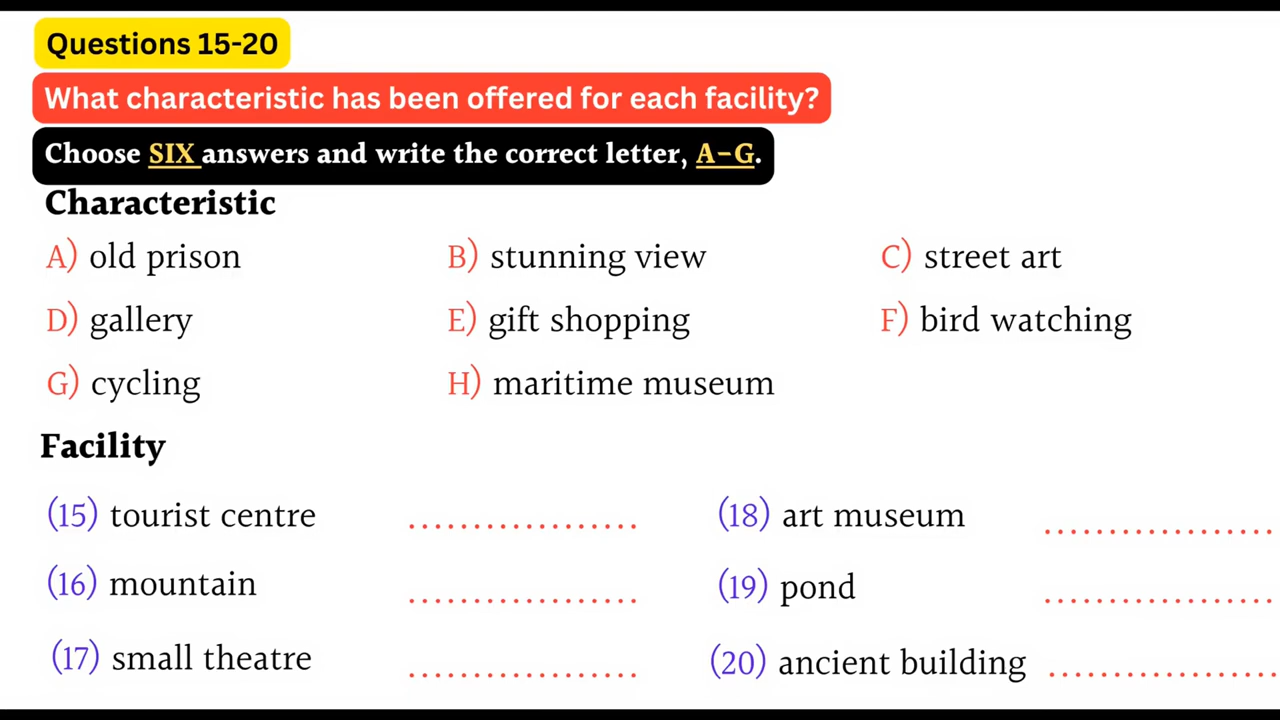 Questions 15-20
What characteristic has been offered for each facility?
Choose SIX answers and write the correct letter, A-G.
Characteristic
A) old prison B) stunning view C) street art
D) gallery E) gift shopping F) bird watching
G) cycling H) maritime museum
Facility
(15) tourist centre .................. (18) art museum ..................
(16) mountain .................. (19) pond ..................
(17) small theatre .................. (20) ancient building ..................